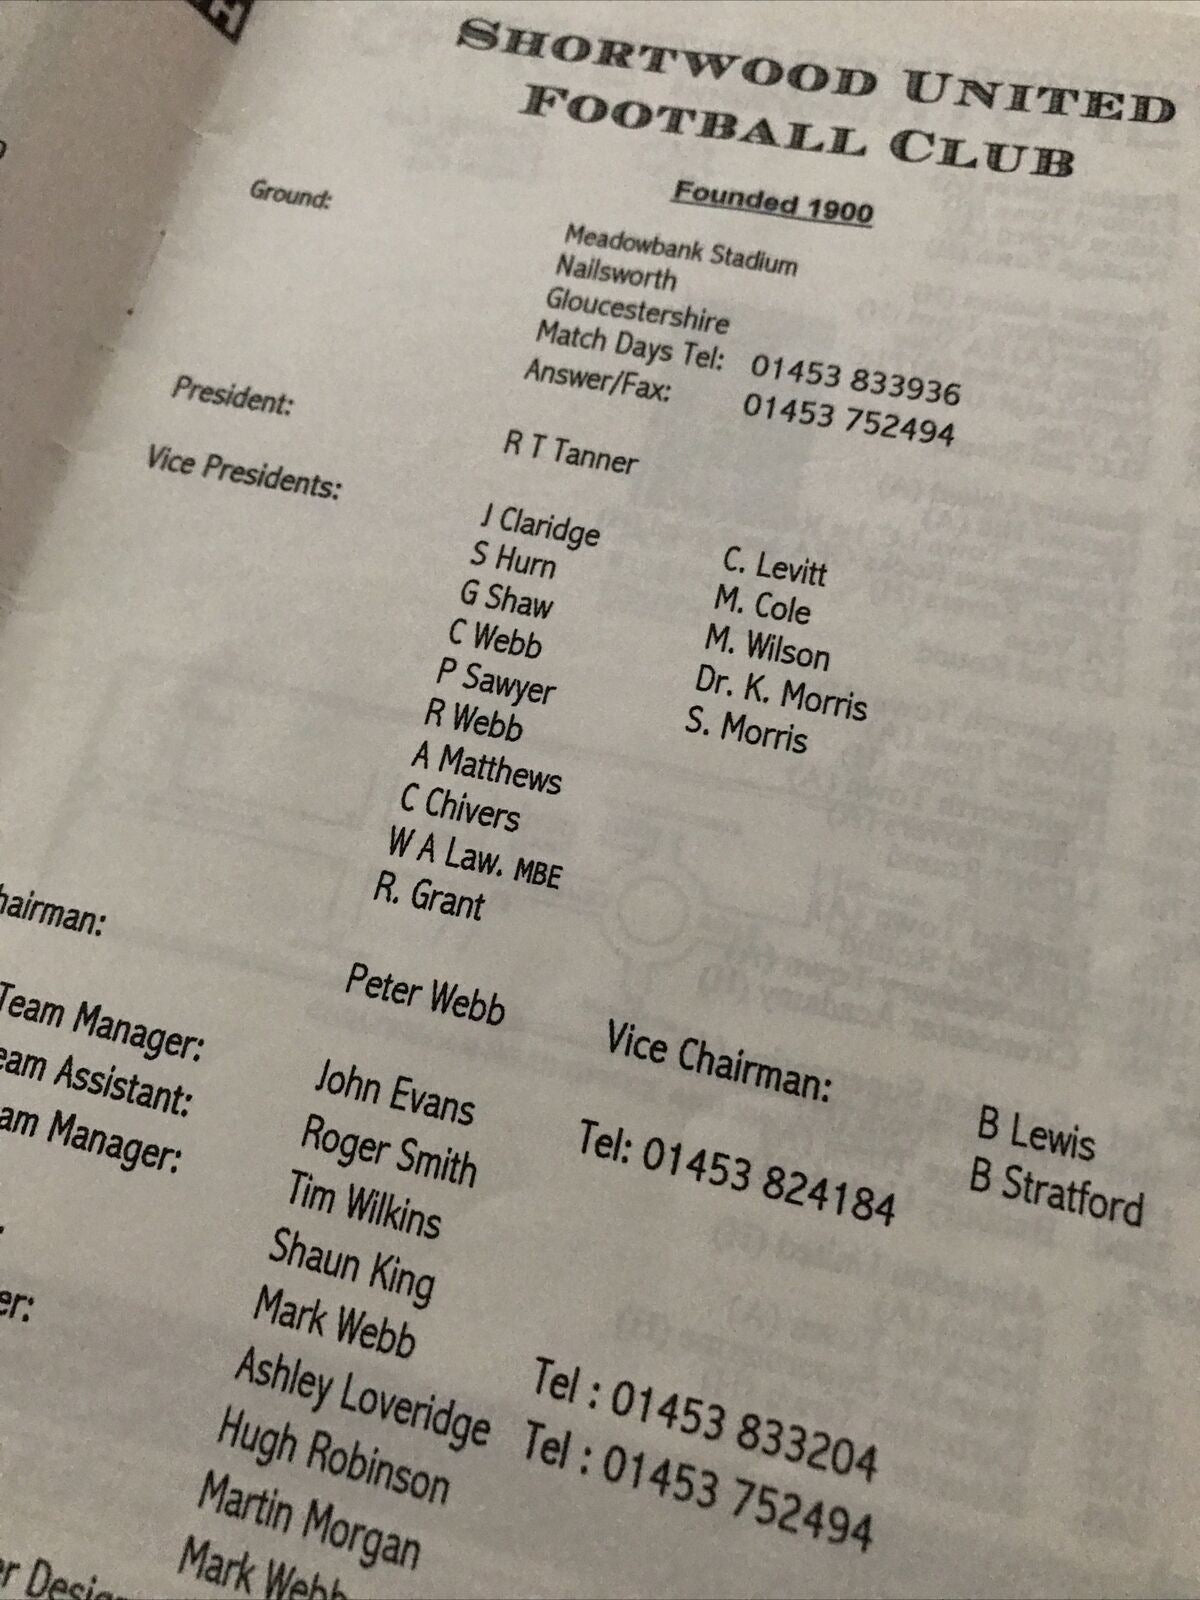 SHORTWOOD UNITED
FOOTBALL CLUB
Founded 1900
Ground:
Meadowbank Stadium
Nailsworth
Gloucestershire
Match Days Tel: 01453 833936
Answer/Fax: 01453 752494
President: R T Tanner
Vice Presidents:
J Claridge C. Levitt
S Hurn M. Cole
G Shaw M. Wilson
C Webb Dr. K. Morris
P Sawyer S. Morris
R Webb
A Matthews
C Chivers
W A Law. MBE
R. Grant
hairman: Peter Webb Vice Chairman: B Lewis
B Stratford
Team Manager: John Evans Tel: 01453 824184
eam Assistant: Roger Smith
am Manager: Tim Wilkins
Shaun King
er: Mark Webb Tel : 01453 833204
Ashley Loveridge Tel : 01453 752494
Hugh Robinson
Martin Morgan
er Desig Mark Webb